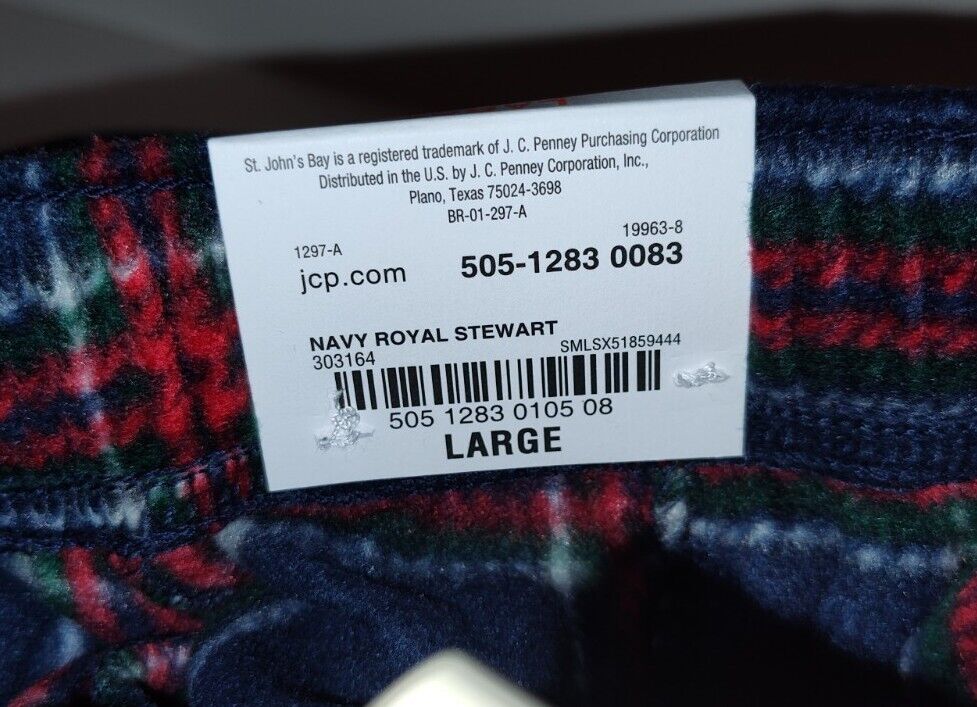 St. John's Bay is a registered trademark of J. C. Penney Purchasing Corporation
Distributed in the U.S. by J. C. Penney Corporation, Inc.,
Plano, Texas 75024-3698
BR-01-297-A
1297-A 19963-8
jcp.com 505-1283 0083
NAVY ROYAL STEWART
303164 SMLSX51859444
505 1283 0105 08
LARGE